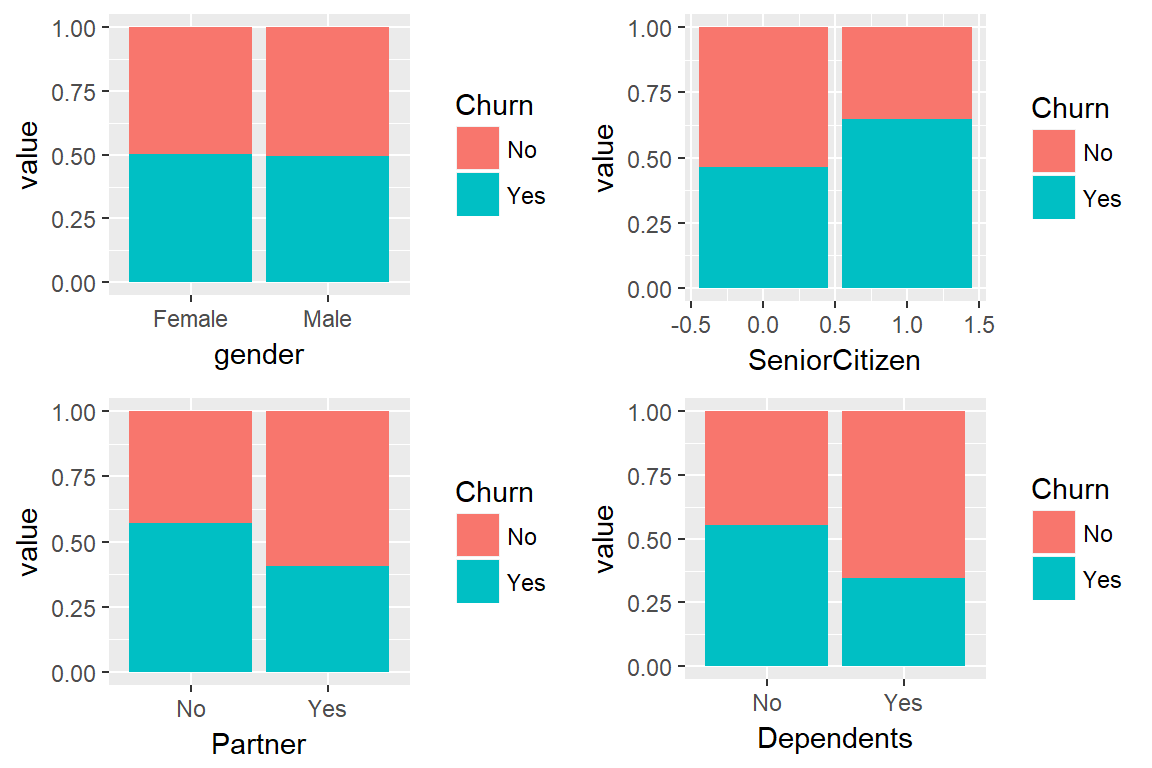 value
1.00
0.75
0.50
0.25
0.00
Female Male
gender
Churn
No
Yes
value
1.00
0.75
0.50
0.25
0.00
-0.5 0.0 0.5 1.0 1.5
SeniorCitizen
Churn
No
Yes
value
1.00
0.75
0.50
0.25
0.00
No Yes
Partner
Churn
No
Yes
value
1.00
0.75
0.50
0.25
0.00
No Yes
Dependents
Churn
No
Yes